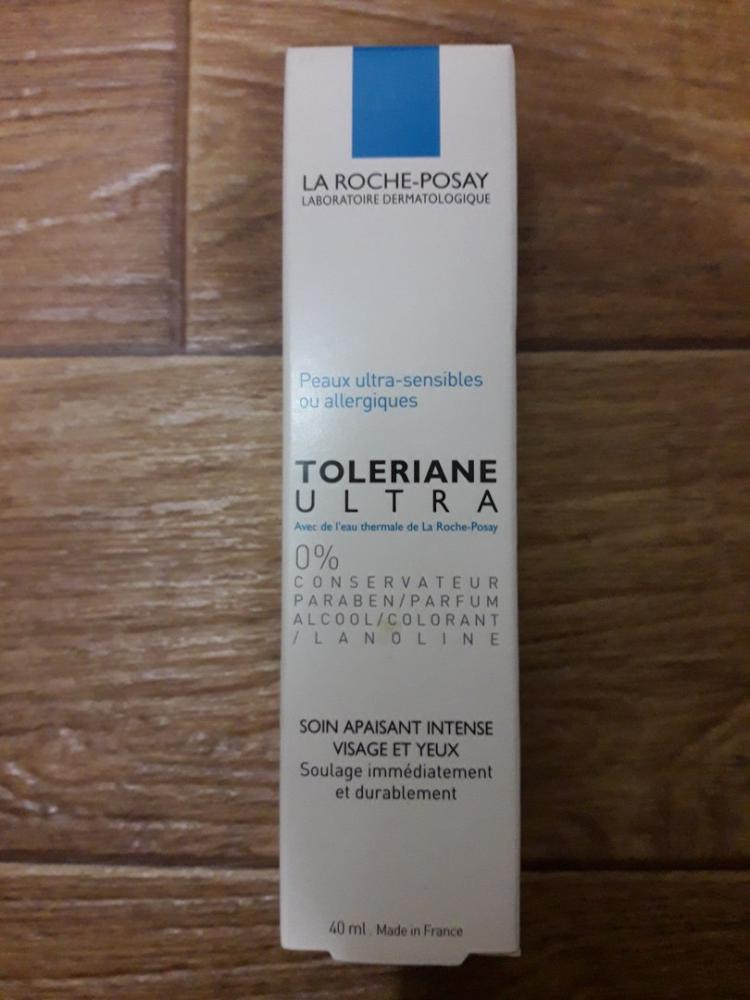 LA ROCHE-POSAY
LABORATOIRE DERMATOLOGIQUE
Peaux ultra-sensibles
ou allergiques
TOLERIANE
ULTRA
Avec de l'eau thermale de La Roche-Posay
0%
CONSERVATEUR
PARABEN/PARFUM
ALCOOL/COLORANT
/LANOLINE
SOIN APAISANT INTENSE
VISAGE ET YEUX
Soulage immédiatement
et durablement
40 ml . Made in France